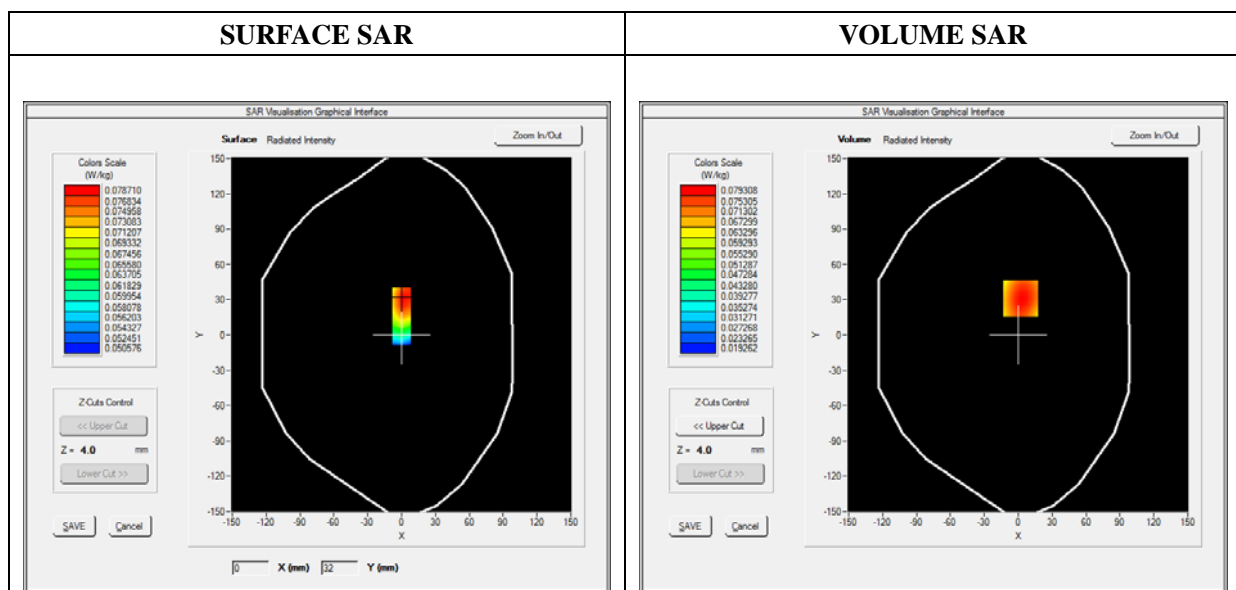 SURFACE SAR
VOLUME SAR
SAR Visualisation Graphical Interface
Surface Radiated Intensity
Zoom In/Out
Colors Scale
(W/kg)
0.078710
0.076834
0.074958
0.073083
0.071207
0.069332
0.067456
0.065580
0.063705
0.061829
0.059954
0.058078
0.056203
0.054327
0.052451
0.050576
Z-Cuts Control
<< Upper Cut
Z = 4.0 mm
Lower Cut >>
SAVE Cancel
150
120
90
60
30
0
-30
-60
-90
-120
-150
Y
-150 -120 -90 -60 -30 0 30 60 90 120 150
X
0 X (mm) 32 Y (mm)
SAR Visualisation Graphical Interface
Volume Radiated Intensity
Zoom In/Out
Colors Scale
(W/kg)
0.079308
0.075305
0.071302
0.067299
0.063296
0.059293
0.055290
0.051287
0.047284
0.043280
0.039277
0.035274
0.031271
0.027268
0.023265
0.019262
Z-Cuts Control
<< Upper Cut
Z = 4.0 mm
Lower Cut >>
SAVE Cancel
150
120
90
60
30
0
-30
-60
-90
-120
-150
Y
-150 -120 -90 -60 -30 0 30 60 90 120 150
X